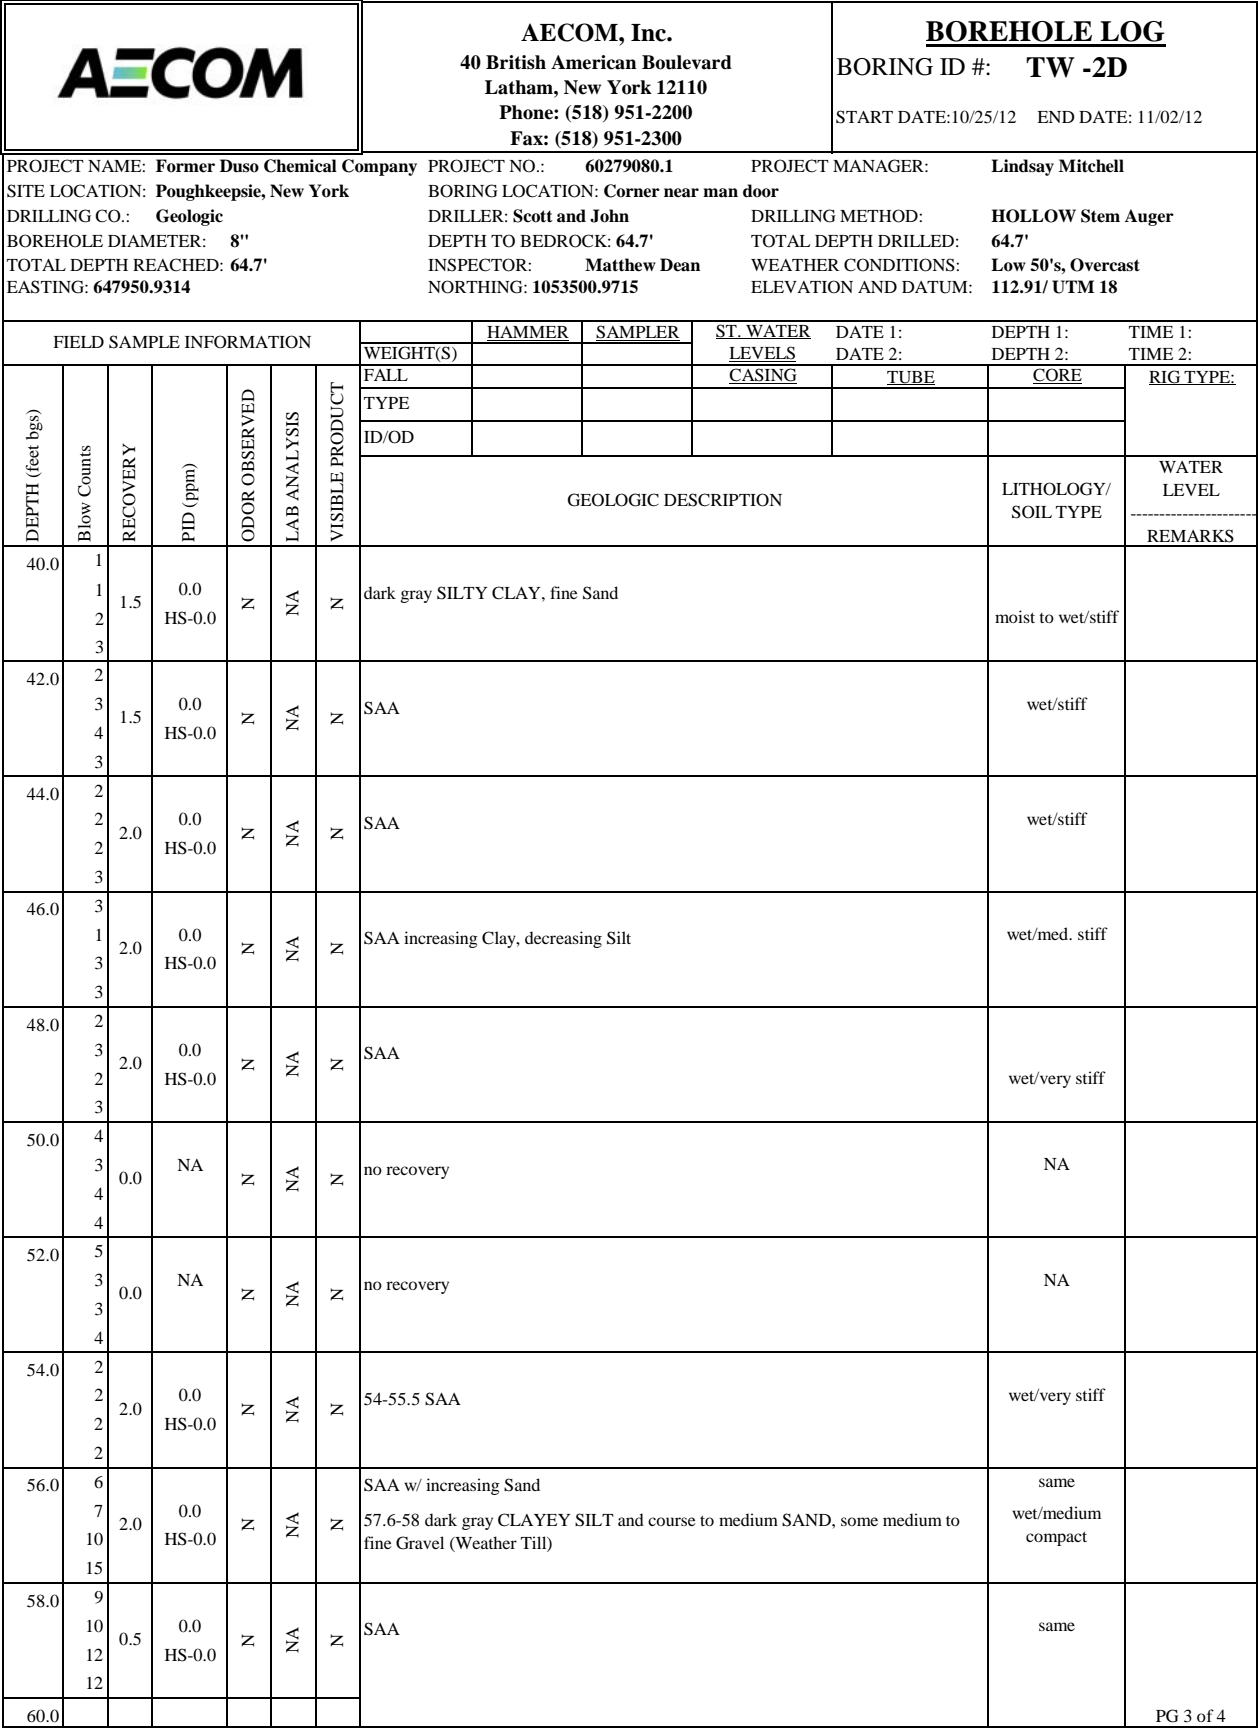 AECOM
AECOM, Inc.
40 British American Boulevard
Latham, New York 12110
Phone: (518) 951-2200
Fax: (518) 951-2300
BOREHOLE LOG
BORING ID #: TW -2D
START DATE:10/25/12 END DATE: 11/02/12
PROJECT NAME: Former Duso Chemical Company PROJECT NO.: 60279080.1 PROJECT MANAGER: Lindsay Mitchell
SITE LOCATION: Poughkeepsie, New York BORING LOCATION: Corner near man door
DRILLING CO.: Geologic DRILLER: Scott and John DRILLING METHOD: HOLLOW Stem Auger
BOREHOLE DIAMETER: 8" DEPTH TO BEDROCK: 64.7' TOTAL DEPTH DRILLED: 64.7'
TOTAL DEPTH REACHED: 64.7' INSPECTOR: Matthew Dean WEATHER CONDITIONS: Low 50's, Overcast
EASTING: 647950.9314 NORTHING: 1053500.9715 ELEVATION AND DATUM: 112.91/ UTM 18
FIELD SAMPLE INFORMATION
HAMMER SAMPLER ST. WATER DATE 1: DEPTH 1: TIME 1:
WEIGHT(S) LEVELS DATE 2: DEPTH 2: TIME 2:
FALL CASING TUBE CORE RIG TYPE:
TYPE
ID/OD
DEPTH (feet bgs)
Blow Counts
RECOVERY
PID (ppm)
ODOR OBSERVED
LAB ANALYSIS
VISIBLE PRODUCT
GEOLOGIC DESCRIPTION
LITHOLOGY/
SOIL TYPE
WATER
LEVEL
-----------------------
REMARKS
40.0 1
1 0.0 dark gray SILTY CLAY, fine Sand
1.5 N NA N
2 HS-0.0 moist to wet/stiff
3
42.0 2
3 0.0 SAA wet/stiff
1.5 N NA N
4 HS-0.0
3
44.0 2
2 0.0 SAA wet/stiff
2.0 N NA N
2 HS-0.0
3
46.0 3
1 0.0 SAA increasing Clay, decreasing Silt wet/med. stiff
2.0 N NA N
3 HS-0.0
3
48.0 2
3 0.0 SAA
2.0 N NA N
2 HS-0.0 wet/very stiff
3
50.0 4
3 NA no recovery NA
0.0 N NA N
4
4
52.0 5
3 NA no recovery NA
0.0 N NA N
3
4
54.0 2
2 0.0 54-55.5 SAA wet/very stiff
2.0 N NA N
2 HS-0.0
2
56.0 6 SAA w/ increasing Sand same
7 0.0 57.6-58 dark gray CLAYEY SILT and course to medium SAND, some medium to wet/medium
2.0 N NA N
10 HS-0.0 fine Gravel (Weather Till) compact
15
58.0 9
10 0.0 SAA same
0.5 N NA N
12 HS-0.0
12
60.0 PG 3 of 4